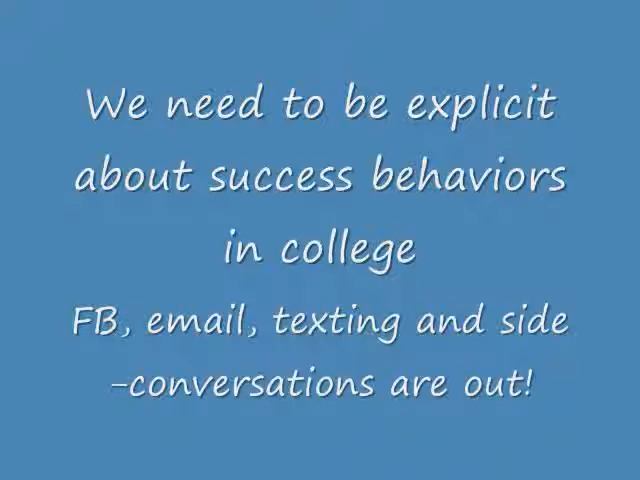 We need to be explicit
about success behaviors
in college
FB, email, texting and side
-conversations are out!